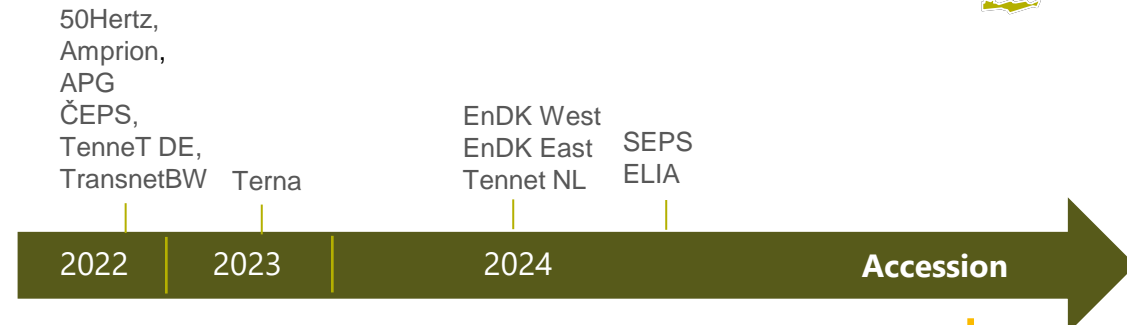 50Hertz,
Amprion,
APG
ČEPS,
TenneT DE,
TransnetBW
Terna
EnDK West
EnDK East
Tennet NL
SEPS
ELIA
2022
2023
2024
Accession